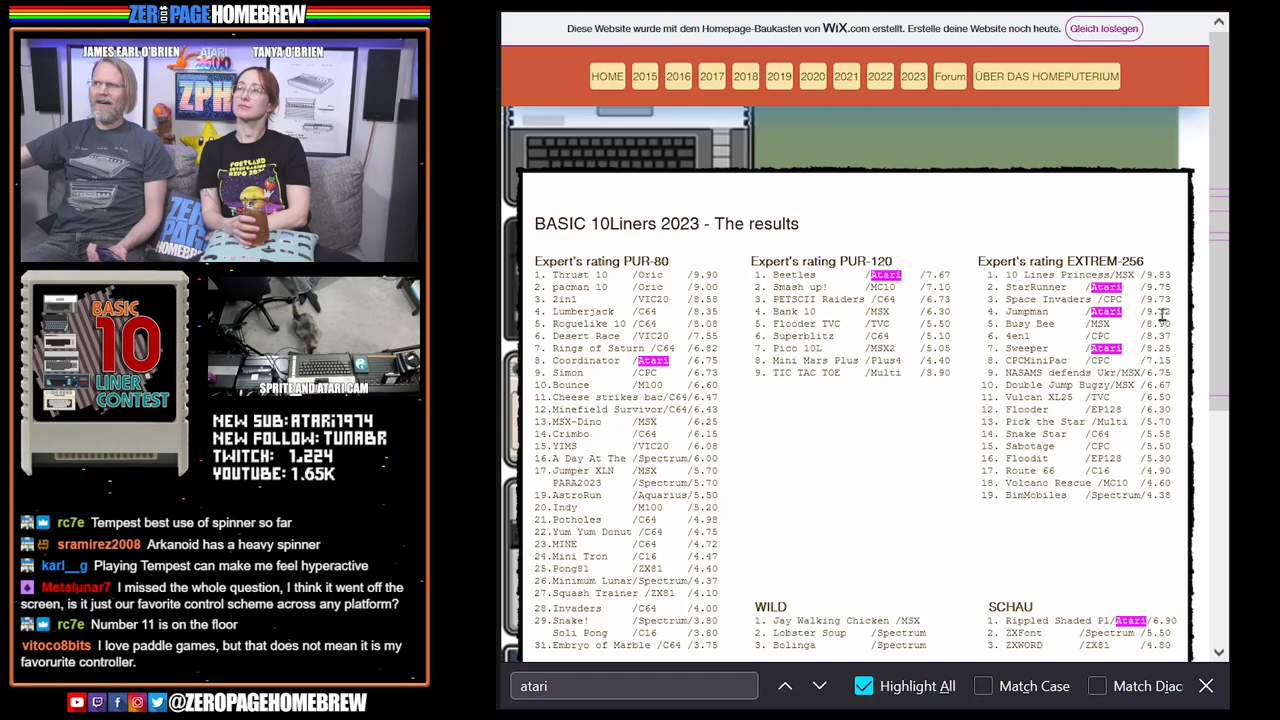 ZERO PAGE HOMEBREW
JAMES EARL O'BRIEN
TANYA O'BRIEN
ATARI
2600
ZPH
PORTLAND
ZERO
PAGE
HOMEBREW
BASIC
10
LINER
CONTEST
SPRITE AND ATARI CAM
NEW SUB: ATARI1974
NEW FOLLOW: TUNABR
TWITCH: 1,224
YOUTUBE: 1.65K
rc7e Tempest best use of spinner so far
sramirez2008 Arkanoid has a heavy spinner
karl__g Playing Tempest can make me feel hyperactive
Metalunar7 I missed the whole question, I think it went off the
screen, is it just our favorite control scheme across any platform?
rc7e Number 11 is on the floor
vitoco8bits I love paddle games, but that does not mean it is my
favorurite controller.
@ZEROPAGEHOMEBREW
Diese Website wurde mit dem Homepage-Baukasten von WiX.com erstellt. Erstelle deine Website noch heute. Gleich loslegen
HOME 2015 2016 2017 2018 2019 2020 2021 2022 2023 Forum ÜBER DAS HOMEPUTERIUM
BASIC 10Liners 2023 - The results
Expert's rating PUR-80
1. Thrust 10 /Oric /9.90
2. pacman 10 /Oric /9.00
3. 2in1 /VIC20 /8.58
4. Lumberjack /C64 /8.35
5. Roguelike 10 /C64 /8.08
6. Desert Race /VIC20 /7.55
7. Rings of Saturn /C64 /6.82
8. Coordinator /Atari /6.75
9. Simon /CPC /6.73
10.Bounce /M100 /6.60
11.Cheese strikes bac/C64/6.47
12.Minefield Survivor/C64/6.43
13.MSX-Dino /MSX /6.25
14.Crimbo /C64 /6.15
15.YIMS /VIC20 /6.08
16.A Day At The /Spectrum/6.00
17.Jumper XLN /MSX /5.70
PARA2023 /Spectrum/5.70
19.AstroRun /Aquarius/5.50
20.Indy /M100 /5.20
21.Potholes /C64 /4.98
22.Yum Yum Donut /C64 /4.75
23.MINE /C64 /4.72
24.Mini Tron /C16 /4.47
25.Pong81 /ZX81 /4.40
26.Minimum Lunar/Spectrum/4.37
27.Squash Trainer /ZX81 /4.10
28.Invaders /C64 /4.00
29.Snake! /Spectrum/3.80
Soli Pong /C16 /3.80
31.Embryo of Marble /C64 /3.75
Expert's rating PUR-120
1. Beetles /Atari /7.67
2. Smash up! /MC10 /7.10
3. PETSCII Raiders /C64 /6.73
4. Bank 10 /MSX /6.30
5. Flooder TVC /TVC /5.50
6. Superblitz /C64 /5.10
7. Pico 10L /MSX2 /5.05
8. Mini Mars Plus /Plus4 /4.40
9. TIC TAC TOE /Multi /3.90
Expert's rating EXTREM-256
1. 10 Lines Princess/MSX /9.83
2. StarRunner /Atari /9.75
3. Space Invaders /CPC /9.73
4. Jumpman /Atari
5. Busy Bee /MSX /8.90
6. 4en1 /CPC /8.37
7. Sweeper /Atari /8.25
8. CPCMiniPac /CPC /7.15
9. NASAMS defends Ukr/MSX/6.75
10. Double Jump Bugzy/MSX /6.67
11. Vulcan XL25 /TVC /6.50
12. Flooder /EP128 /6.30
13. Pick the Star /Multi /5.70
14. Snake Star /C64 /5.58
15. Sabotage /CPC /5.50
16. Floodit /EP128 /5.30
17. Route 66 /C16 /4.90
18. Volcano Rescue /MC10 /4.60
19. BimMobiles /Spectrum/4.38
WILD
1. Jay Walking Chicken /MSX
2. Lobster Soup /Spectrum
3. Bolinga /Spectrum
SCHAU
1. Rippled Shaded Pl/Atari/6.90
2. ZXFont /Spectrum /5.50
3. ZXWORD /ZX81 /4.80
atari
Highlight All
Match Case
Match Diac